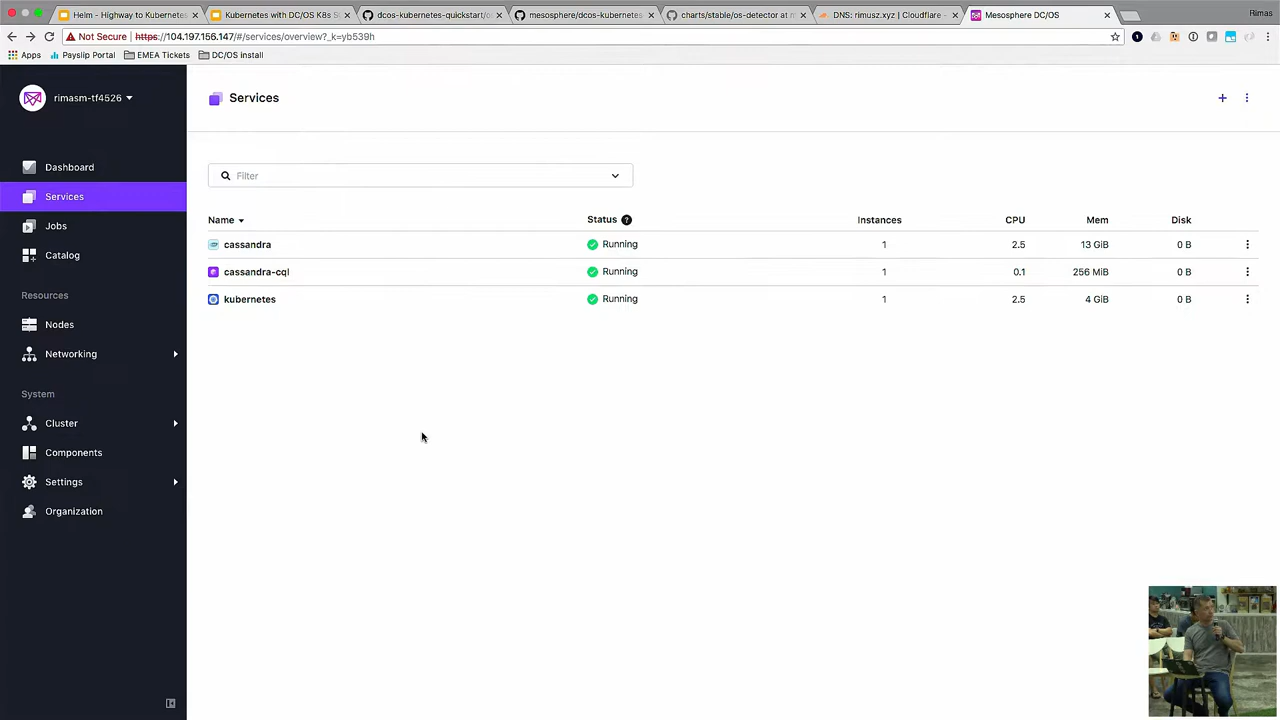 Helm - Highway to Kubernetes
Kubernetes with DC/OS K8S S
dcos-kubernetes-quickstart/
mesosphere/dcos-kubernetes
charts/stable/os-detector at m
DNS: rimusz.xyz | Cloudflare -
Mesosphere DC/OS
Rimas
Not Secure
https://104.197.156.147/#/services/overview?_k=yb539h
Apps
Payslip Portal
EMEA Tickets
DC/OS install
rimasm-tf4526
Dashboard
Services
Jobs
Catalog
Resources
Nodes
Networking
System
Cluster
Components
Settings
Organization
Services
Filter
Name Status ? Instances CPU Mem Disk
cassandra Running 1 2.5 13 GiB 0 B
cassandra-cql Running 1 0.1 256 MiB 0 B
kubernetes Running 1 2.5 4 GiB 0 B